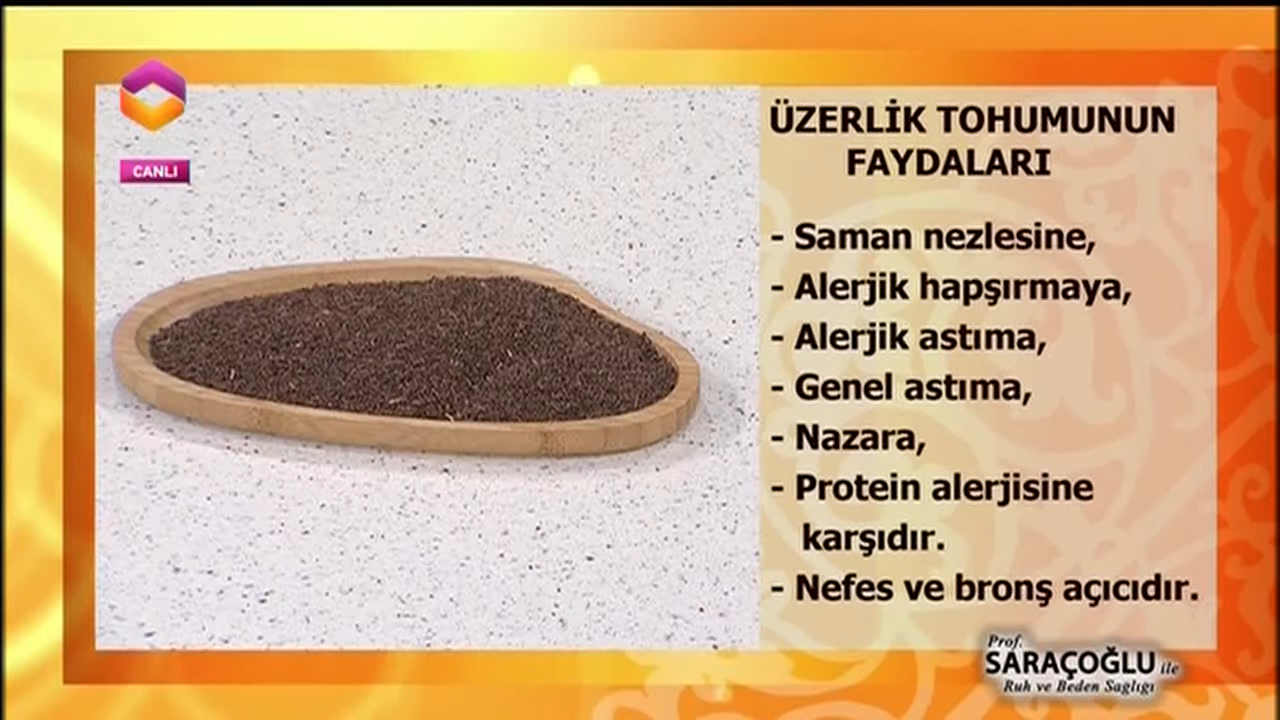 CANLI
ÜZERLİK TOHUMUNUN
FAYDALARI
- Saman nezlesine,
- Alerjik hapşırmaya,
- Alerjik astıma,
- Genel astıma,
- Nazara,
- Protein alerjisine
karşıdır.
- Nefes ve bronş açıcıdır.
Prof.
SARAÇOĞLU ile
Ruh ve Beden Sağlığı